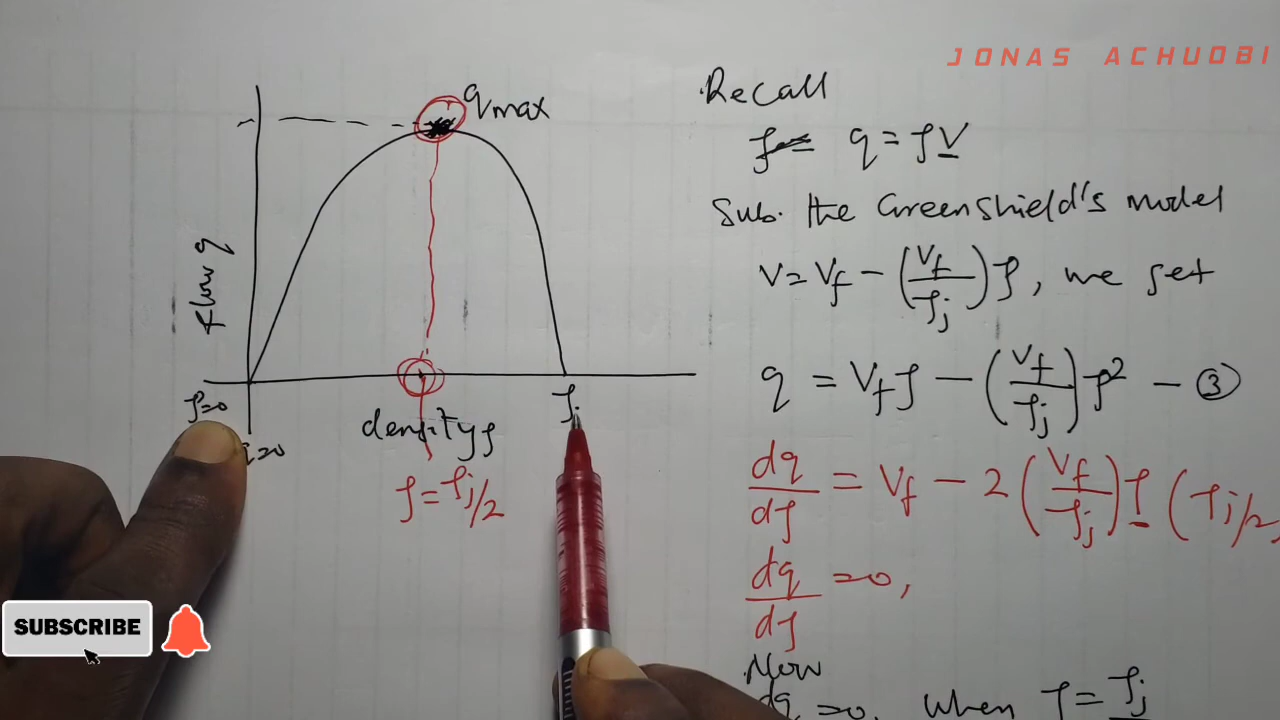 JONAS ACHUOBI
qmax
Flow q
ρ=0
density ρ
ρj
ρ = ρj/2
SUBSCRIBE
Recall
q = ρV
Sub. the Greenshield's model
V = Vf − (Vf/ρj)ρ, we get
q = Vfρ − (Vf/ρj)ρ² − ③
dq/dρ = Vf − 2(Vf/ρj)ρ (ρj/2
dq/dρ = 0,
Now
dq =0, when ρ = ρj